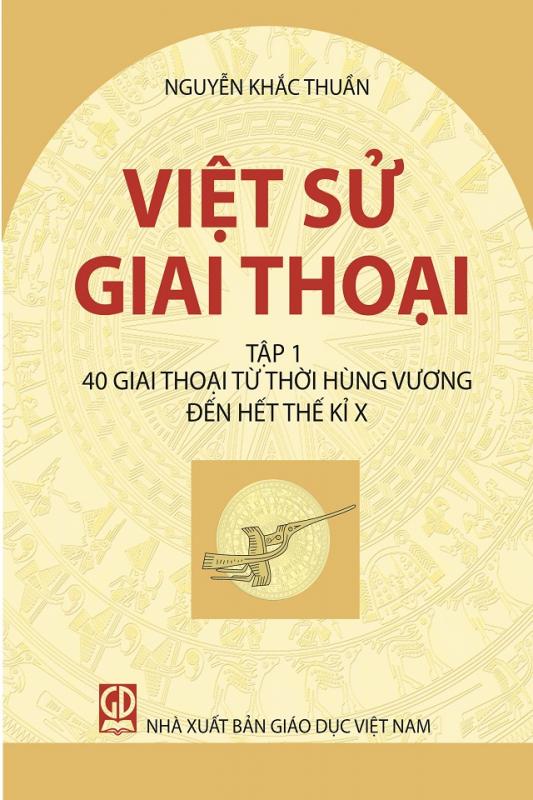 NGUYỄN KHẮC THUẦN
VIỆT SỬ
GIAI THOẠI
TẬP 1
40 GIAI THOẠI TỪ THỜI HÙNG VƯƠNG
ĐẾN HẾT THẾ KỈ X
GD
NHÀ XUẤT BẢN GIÁO DỤC VIỆT NAM